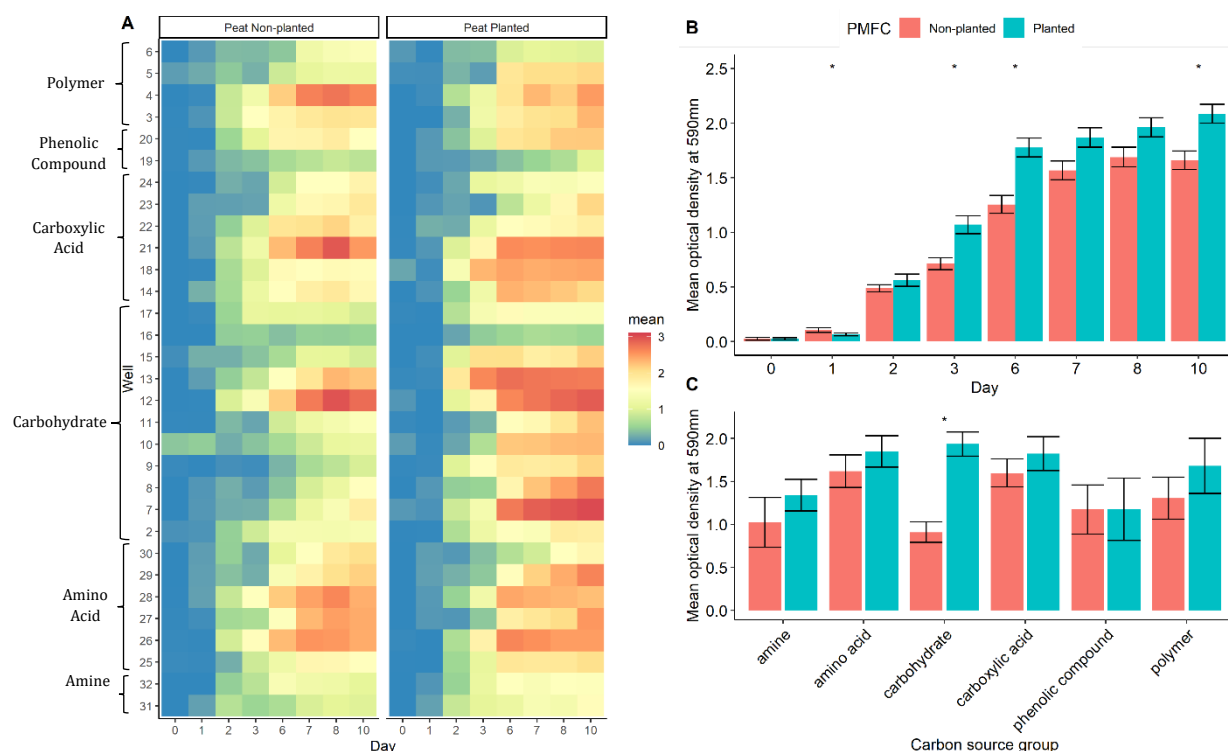 A
Peat Non-planted
Peat Planted
Polymer
Phenolic
Compound
Carboxylic
Acid
Carbohydrate
Amino
Acid
Amine
Well
6
5
4
3
20
19
24
23
22
21
18
14
17
16
15
13
12
11
10
9
8
7
2
30
29
28
27
26
25
32
31
0 1 2 3 6 7 8 10
0 1 2 3 6 7 8 10
Day
mean
3
2
1
0
B
PMFC Non-planted Planted
Mean optical density at 590mn
2.5
2.0
1.5
1.0
0.5
0.0
* * * *
0 1 2 3 6 7 8 10
Day
C
Mean optical density at 590mn
2.0
1.5
1.0
0.5
0.0
*
amine
amino acid
carbohydrate
carboxylic acid
phenolic compound
polymer
Carbon source group